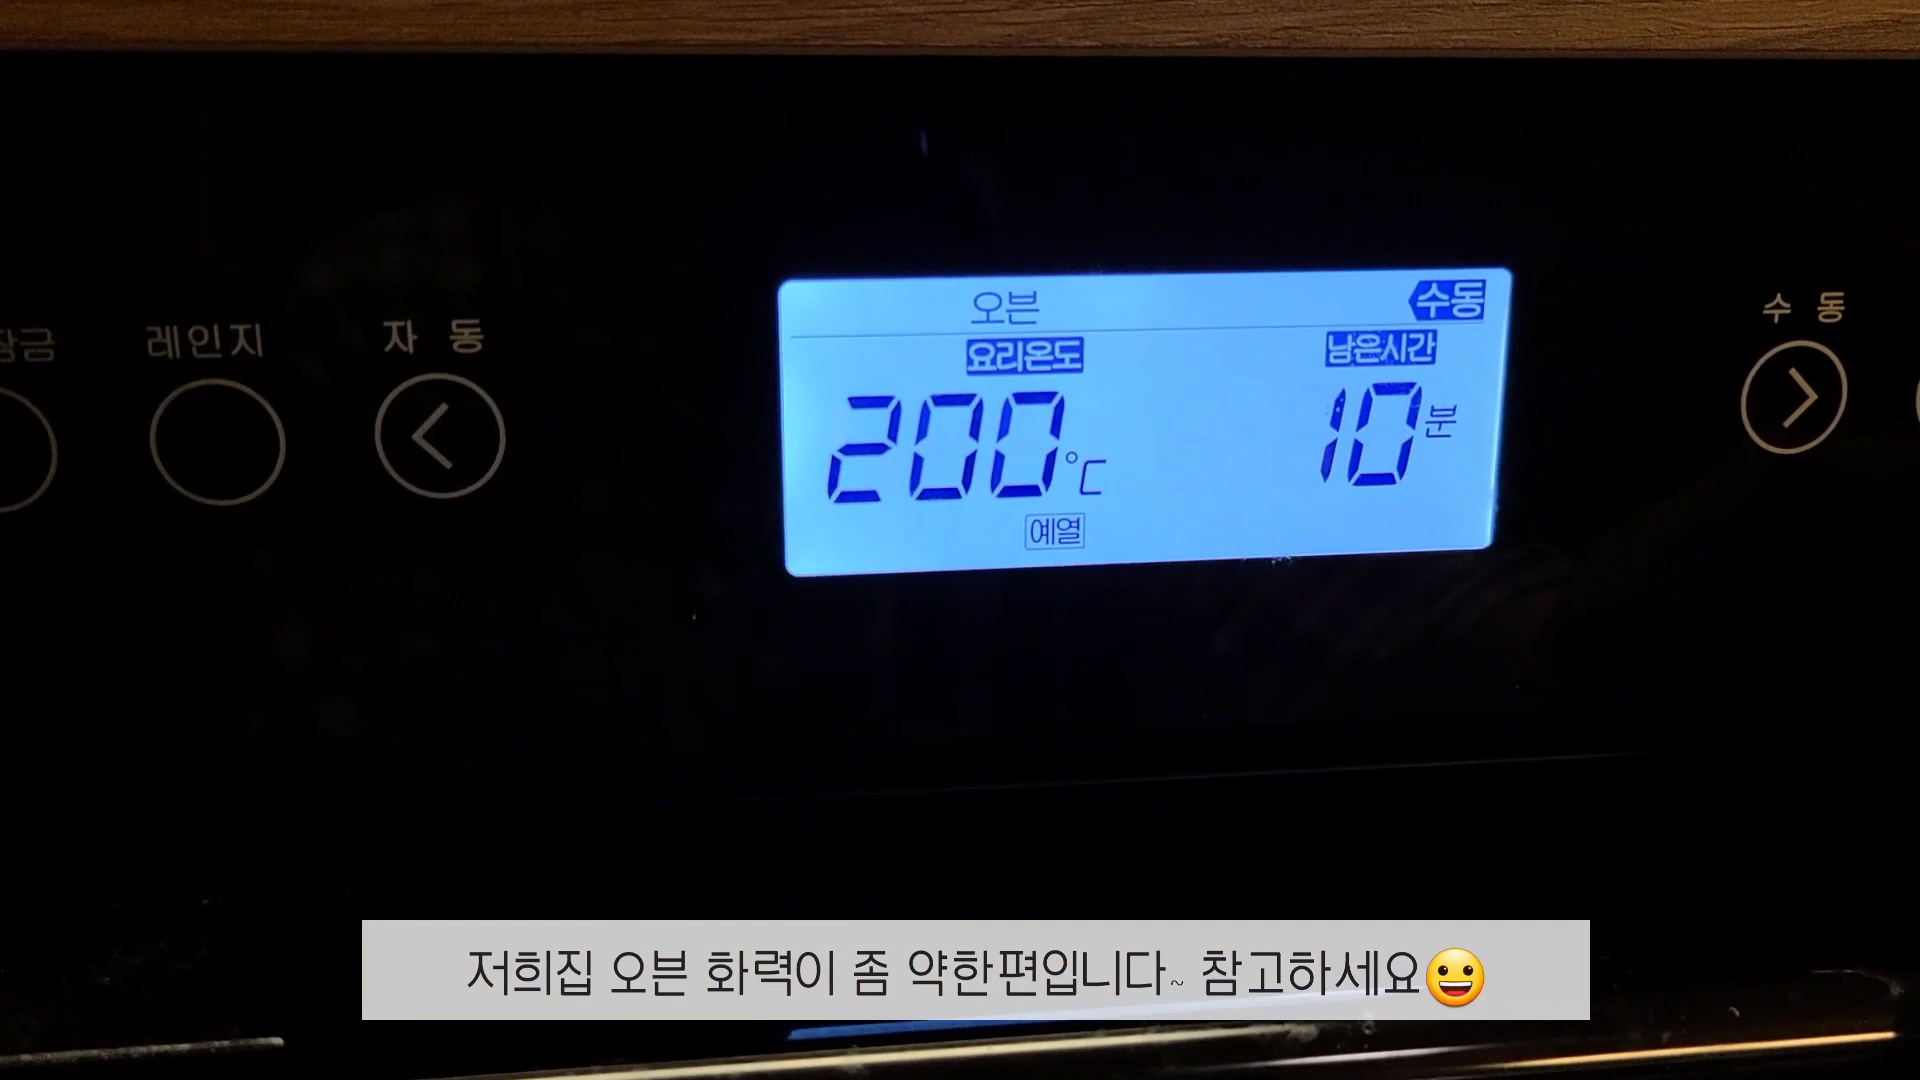 오븐
수동
요리온도
남은시간
200°C
10분
예열
레인지
자 동
수 동
저희집 오븐 화력이 좀 약한편입니다~ 참고하세요😀